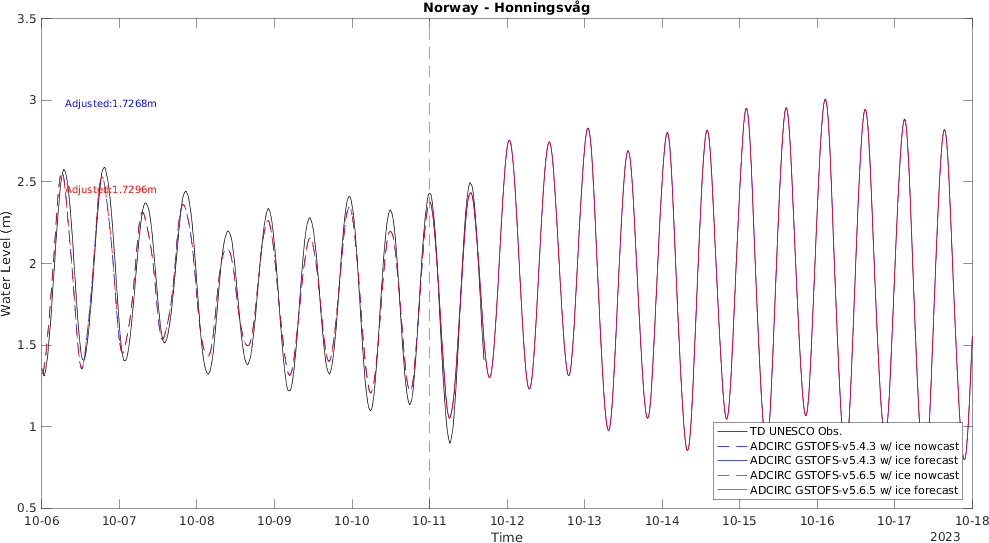 Norway - Honningsvåg
3.5
3
2.5
2
1.5
1
0.5
Water Level (m)
Adjusted:1.7268m
Adjusted:1.7296m
TD UNESCO Obs.
ADCIRC GSTOFS-v5.4.3 w/ ice nowcast
ADCIRC GSTOFS-v5.4.3 w/ ice forecast
ADCIRC GSTOFS-v5.6.5 w/ ice nowcast
ADCIRC GSTOFS-v5.6.5 w/ ice forecast
10-06 10-07 10-08 10-09 10-10 10-11 10-12 10-13 10-14 10-15 10-16 10-17 10-18
Time
2023